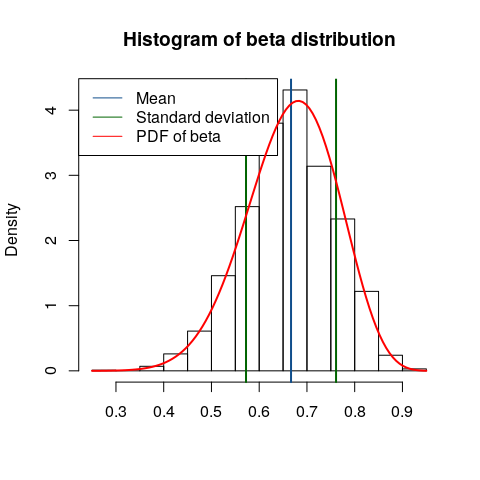 Histogram of beta distribution
Mean
Standard deviation
PDF of beta
Density
4
3
2
1
0
0.3 0.4 0.5 0.6 0.7 0.8 0.9